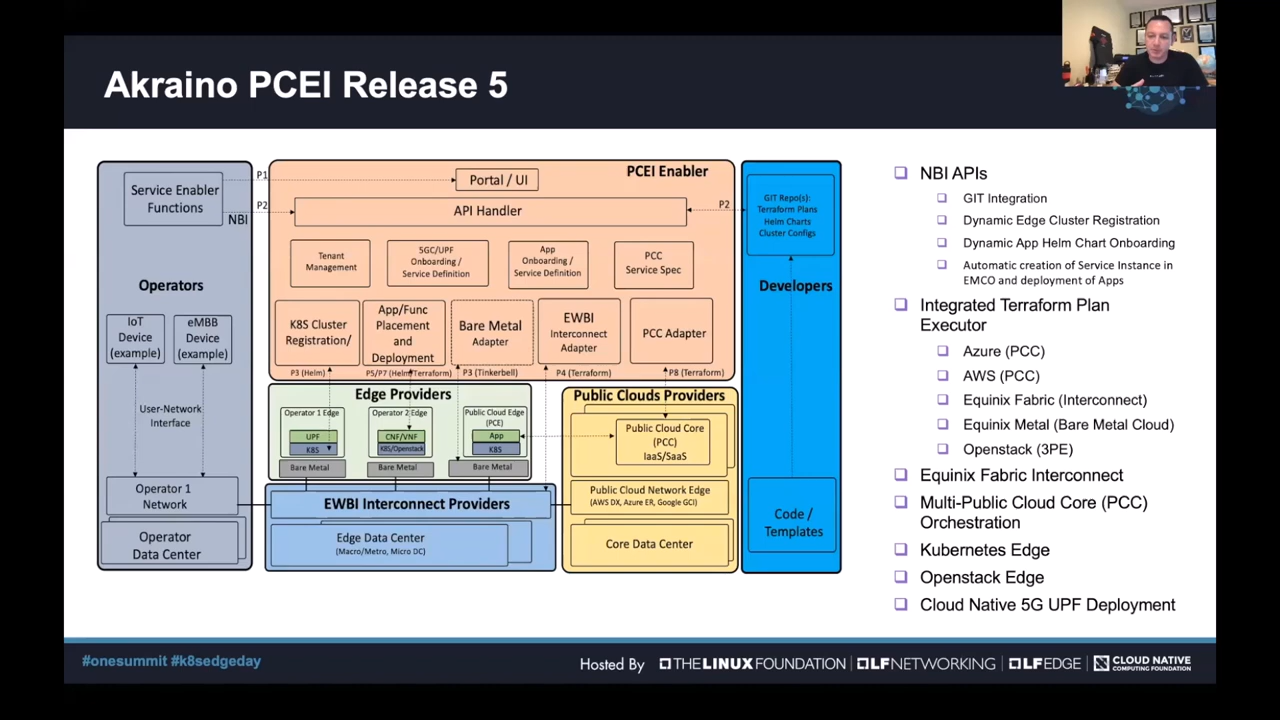 Akraino PCEI Release 5
Service Enabler
Functions
NBI
Operators
IoT
Device
(example)
eMBB
Device
(example)
User-Network
Interface
Operator 1
Network
Operator
Data Center
P1
P2
PCEI Enabler
Portal / UI
API Handler
P2
Tenant
Management
5GC/UPF
Onboarding /
Service Definition
App
Onboarding /
Service Definition
PCC
Service Spec
K8S Cluster
Registration/
App/Func
Placement
and
Deployment
Bare Metal
Adapter
EWBI
Interconnect
Adapter
PCC Adapter
P3 (Helm)
P5/P7 (Helm/Terraform)
P3 (Tinkerbell)
P4 (Terraform)
P8 (Terraform)
Edge Providers
Operator 1 Edge
UPF
K8S
Bare Metal
Operator 2 Edge
CNF/VNF
K8S/Openstack
Bare Metal
Public Cloud Edge
(PCE)
App
K8S
Bare Metal
EWBI Interconnect Providers
Edge Data Center
(Macro/Metro, Micro DC)
Public Clouds Providers
Public Cloud Core
(PCC)
IaaS/SaaS
Public Cloud Network Edge
(AWS DX, Azure ER, Google GCI)
Core Data Center
GIT Repo(s):
Terraform Plans
Helm Charts
Cluster Configs
Developers
Code /
Templates
NBI APIs
GIT Integration
Dynamic Edge Cluster Registration
Dynamic App Helm Chart Onboarding
Automatic creation of Service Instance in
EMCO and deployment of Apps
Integrated Terraform Plan
Executor
Azure (PCC)
AWS (PCC)
Equinix Fabric (Interconnect)
Equinix Metal (Bare Metal Cloud)
Openstack (3PE)
Equinix Fabric Interconnect
Multi-Public Cloud Core (PCC)
Orchestration
Kubernetes Edge
Openstack Edge
Cloud Native 5G UPF Deployment
#onesummit #k8sedgeday
Hosted By
THE LINUX FOUNDATION
LFNETWORKING
LFEDGE
CLOUD NATIVE
COMPUTING FOUNDATION